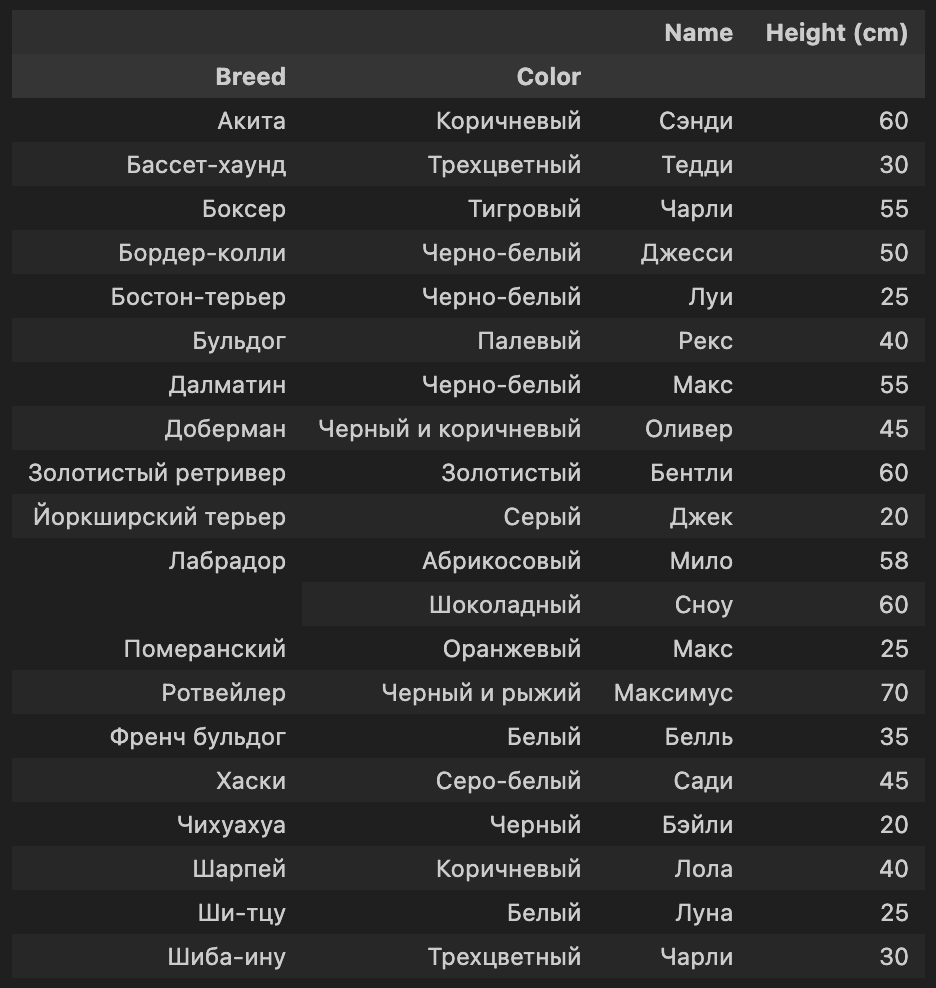 Name Height (cm)
Breed Color
Акита Коричневый Сэнди 60
Бассет-хаунд Трехцветный Тедди 30
Боксер Тигровый Чарли 55
Бордер-колли Черно-белый Джесси 50
Бостон-терьер Черно-белый Луи 25
Бульдог Палевый Рекс 40
Далматин Черно-белый Макс 55
Доберман Черный и коричневый Оливер 45
Золотистый ретривер Золотистый Бентли 60
Йоркширский терьер Серый Джек 20
Лабрадор Абрикосовый Мило 58
Шоколадный Сноу 60
Померанский Оранжевый Макс 25
Ротвейлер Черный и рыжий Максимус 70
Френч бульдог Белый Белль 35
Хаски Серо-белый Сади 45
Чихуахуа Черный Бэйли 20
Шарпей Коричневый Лола 40
Ши-тцу Белый Луна 25
Шиба-ину Трехцветный Чарли 30